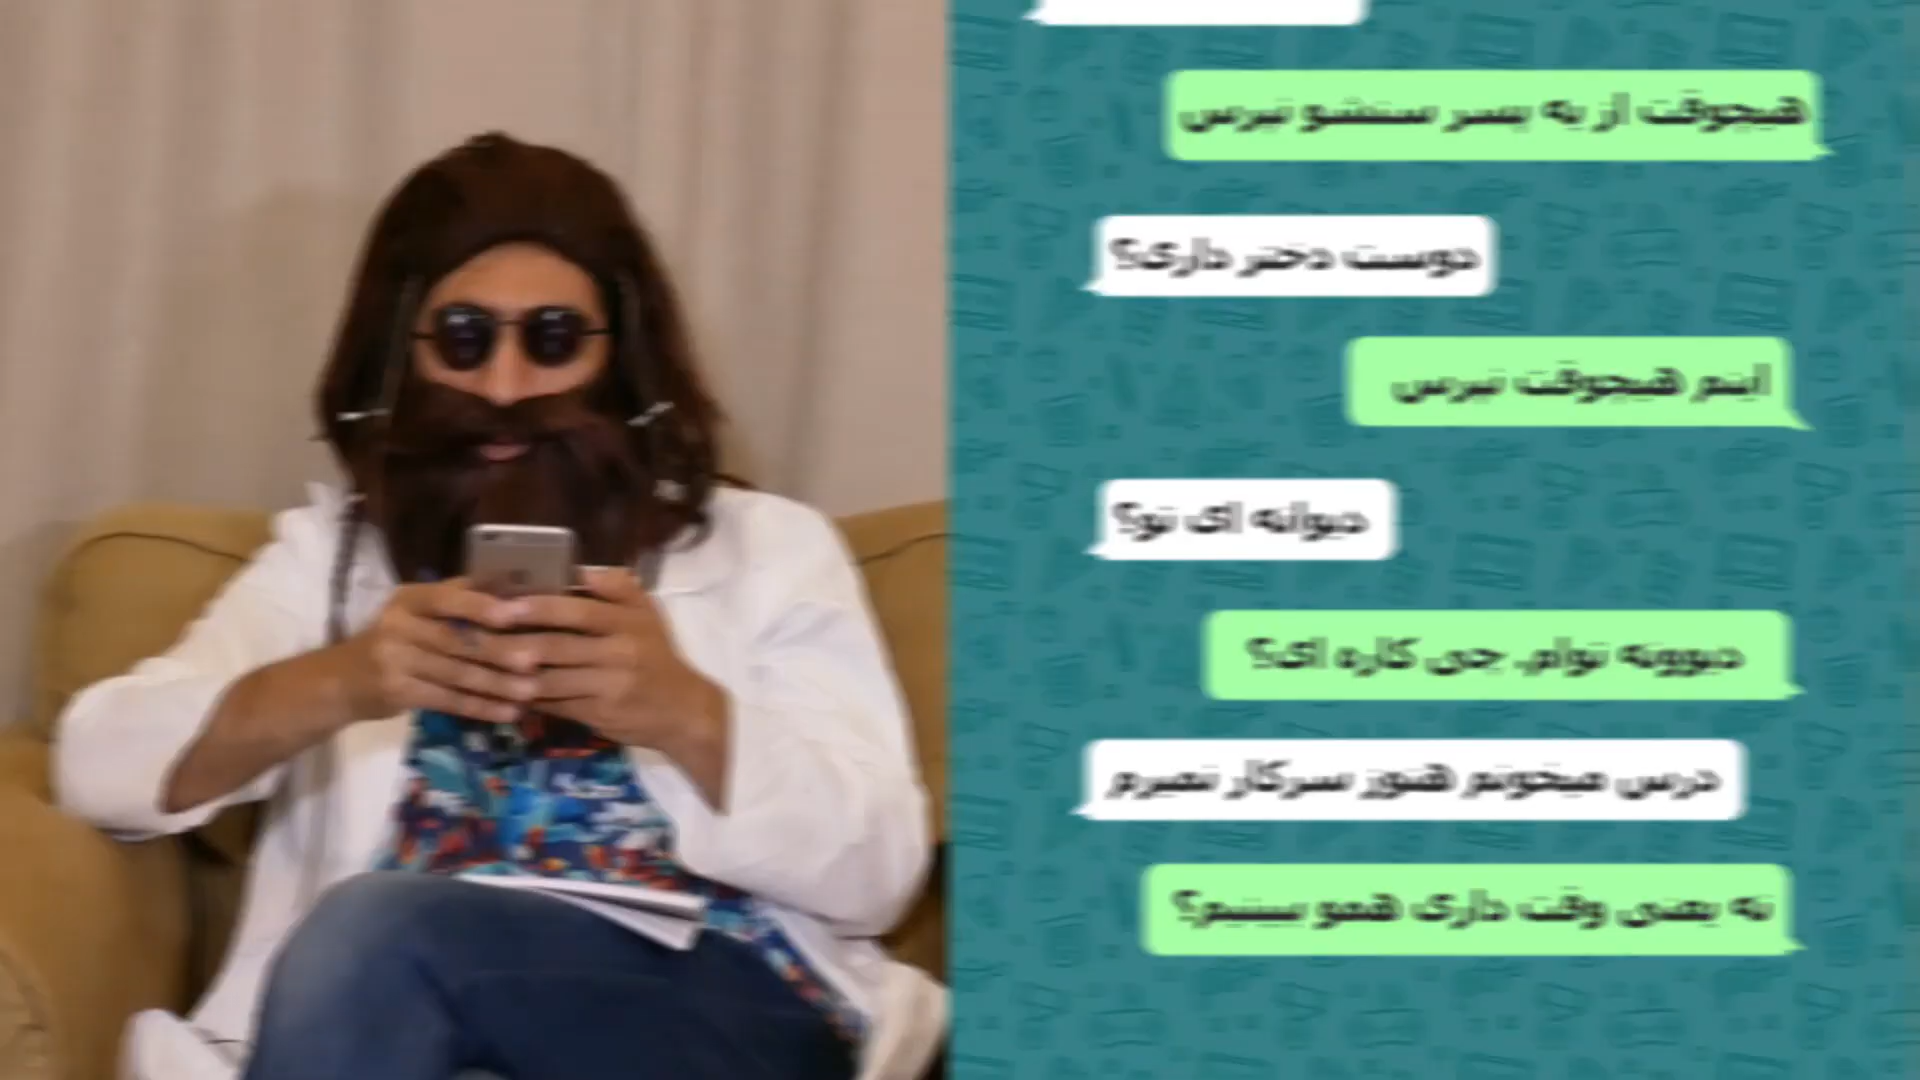 هیچوقت از یه پسر سنشو نپرس
دوست دختر داری؟
اینم هیچوقت نپرس
دیوانه ای تو؟
دیوونه توام. چی کاره ای؟
درس میخونم هنوز سرکار نمیرم
نه یعنی وقت داری همو ببینیم؟